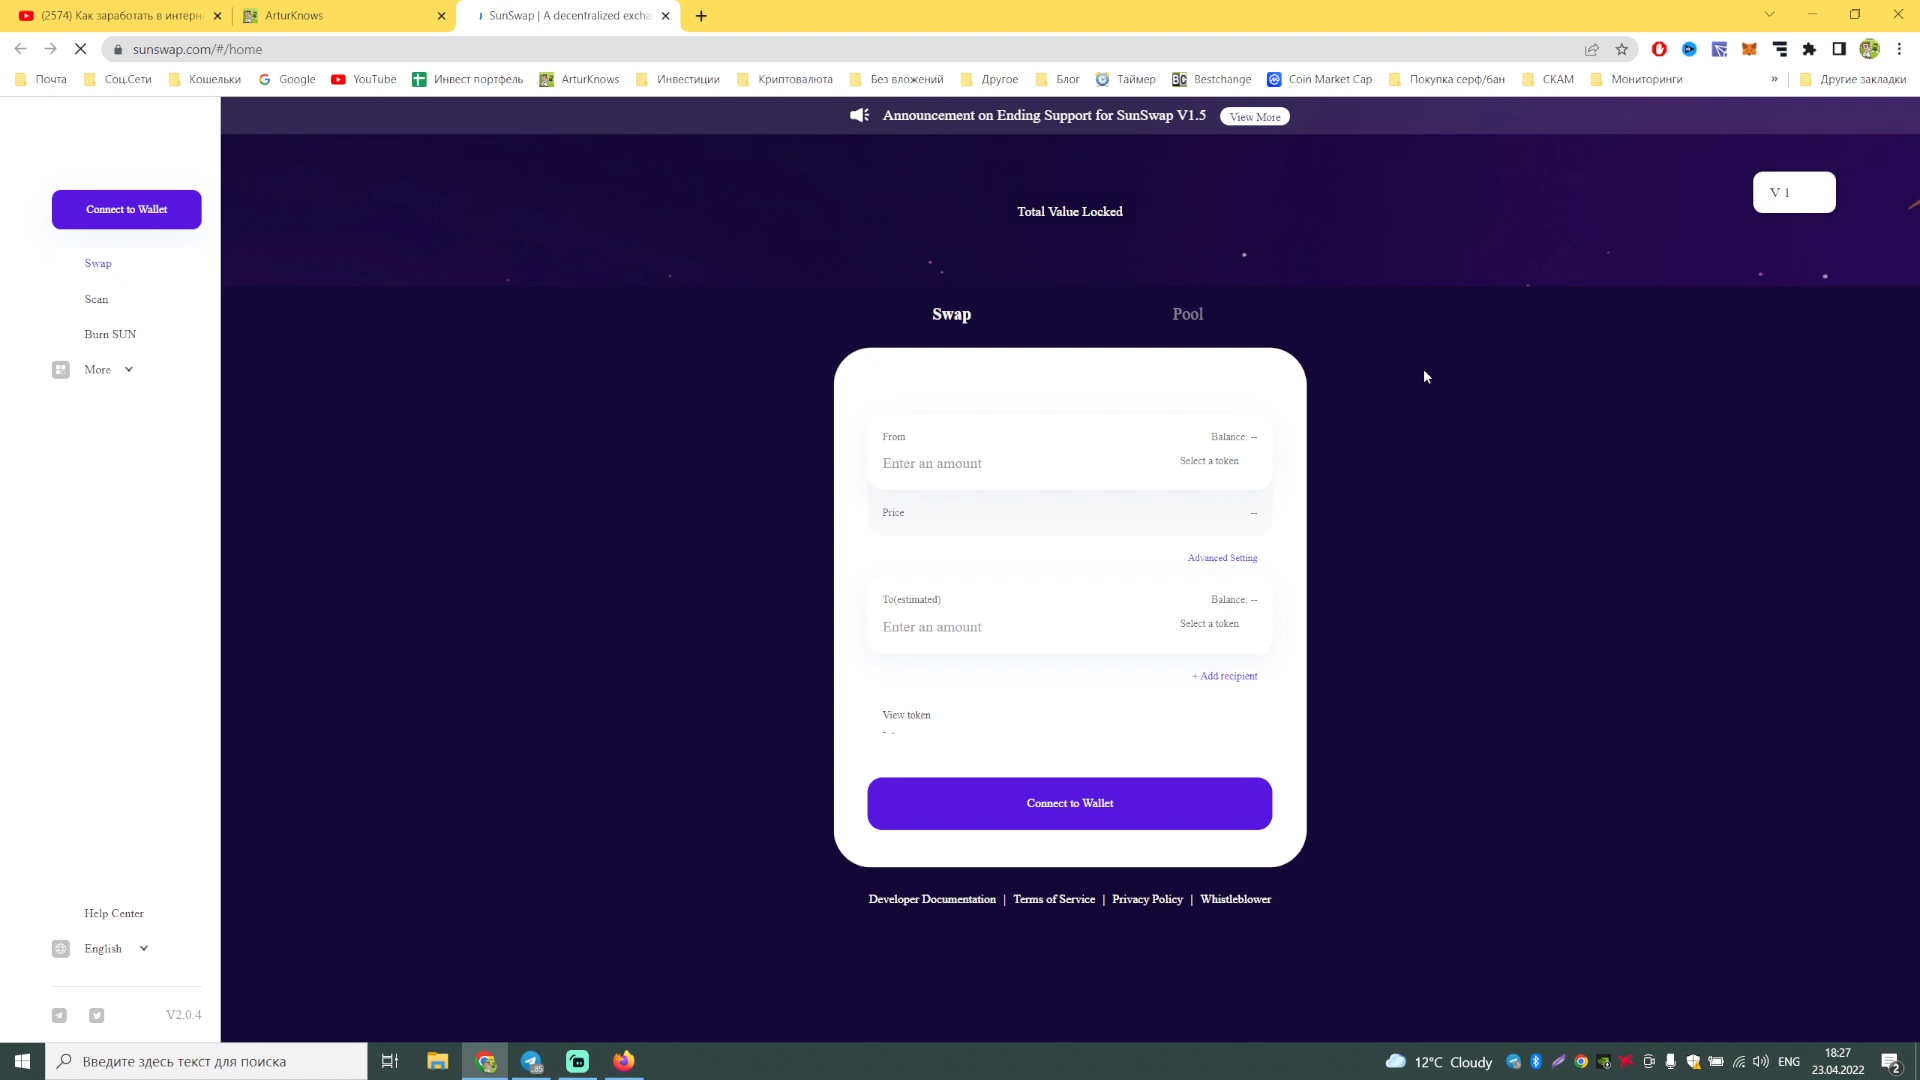 (2574) Как заработать в интерн
ArturKnows
SunSwap | A decentralized excha
sunswap.com/#/home
Почта
Соц.Сети
Кошельки
Google
YouTube
Инвест портфель
ArturKnows
Инвестиции
Криптовалюта
Без вложений
Другое
Блог
Таймер
BC Bestchange
Coin Market Cap
Покупка серф/бан
СКАМ
Мониторинги
»
Другие закладки
Announcement on Ending Support for SunSwap V1.5 View More
Connect to Wallet
Swap
Scan
Burn SUN
More
Total Value Locked
V 1
Swap Pool
From Balance: --
Enter an amount Select a token
Price --
Advanced Setting
To(estimated) Balance: --
Enter an amount Select a token
+ Add recipient
View token
- -
Connect to Wallet
Developer Documentation | Terms of Service | Privacy Policy | Whistleblower
Help Center
English
V2.0.4
Введите здесь текст для поиска
12°C Cloudy
ENG
18:27
23.04.2022
2